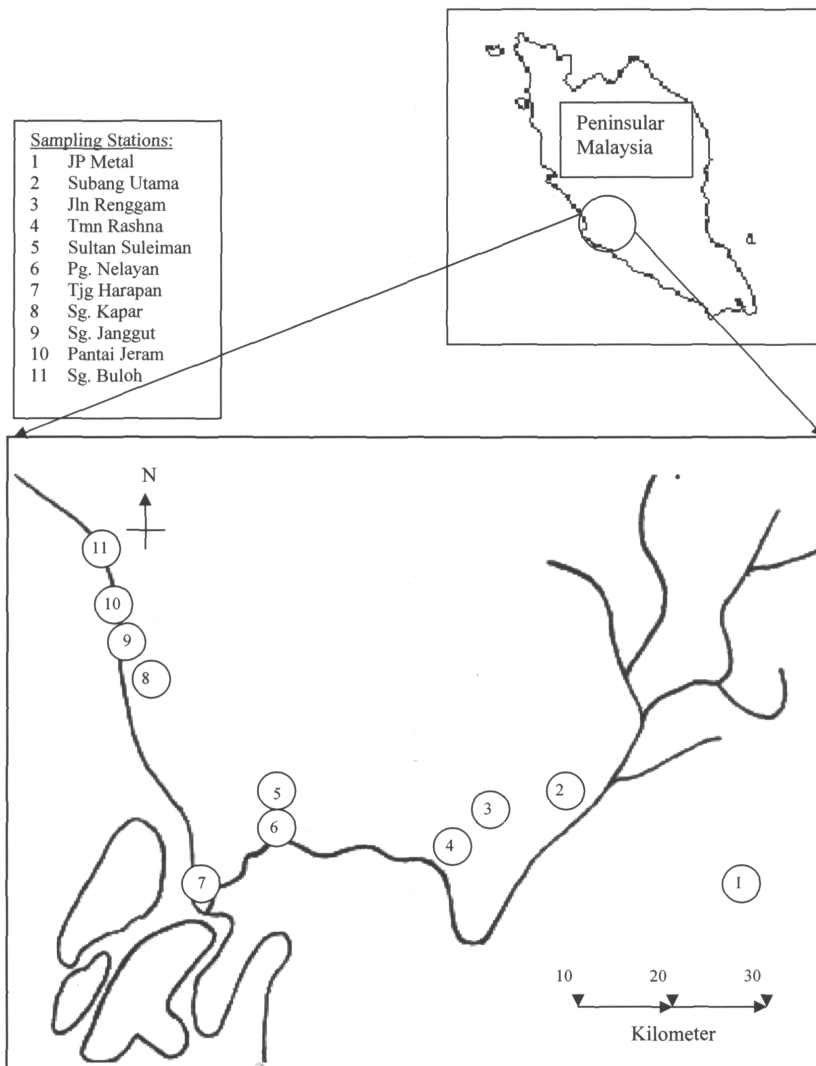 Peninsular
Malaysia
Sampling Stations:
1 JP Metal
2 Subang Utama
3 Jln Renggam
4 Tmn Rashna
5 Sultan Suleiman
6 Pg. Nelayan
7 Tjg Harapan
8 Sg. Kapar
9 Sg. Janggut
10 Pantai Jeram
11 Sg. Buloh
N
11
10
9
8
5
6
7
4
3
2
1
10 20 30
Kilometer